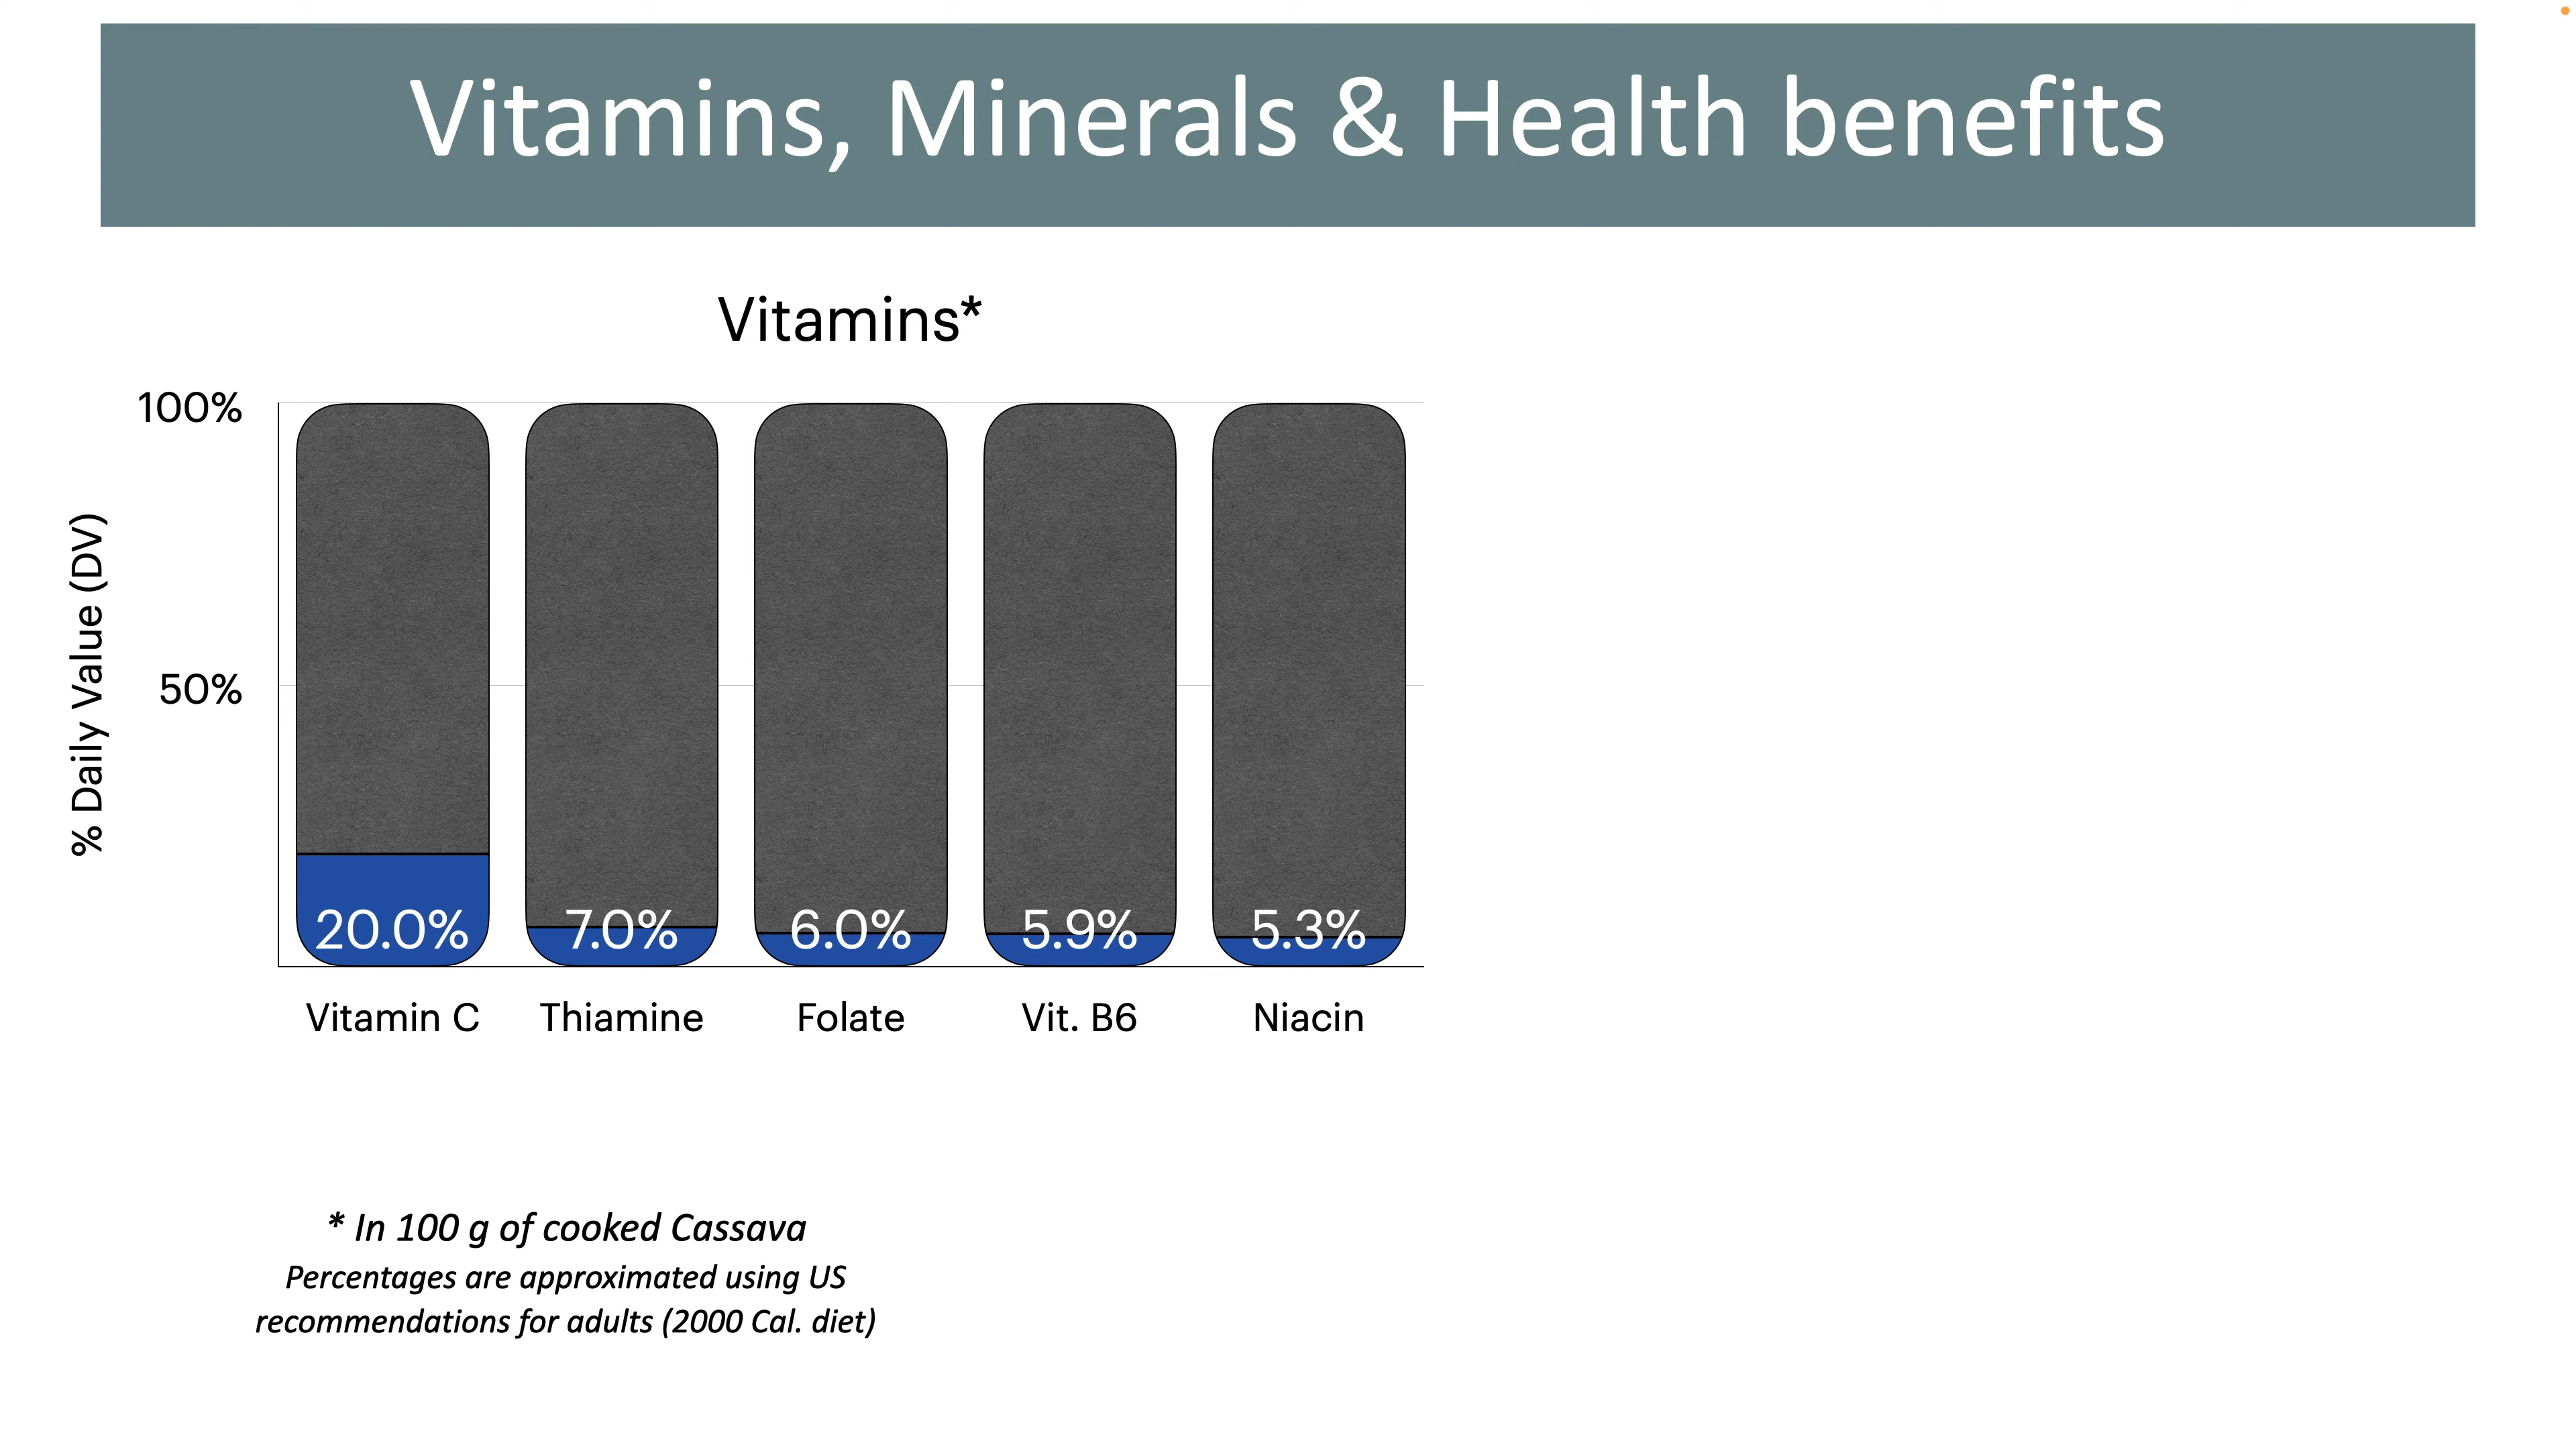 Vitamins, Minerals & Health benefits
Vitamins*
100%
50%
% Daily Value (DV)
20.0%
7.0%
6.0%
5.9%
5.3%
Vitamin C
Thiamine
Folate
Vit. B6
Niacin
* In 100 g of cooked Cassava
Percentages are approximated using US
recommendations for adults (2000 Cal. diet)